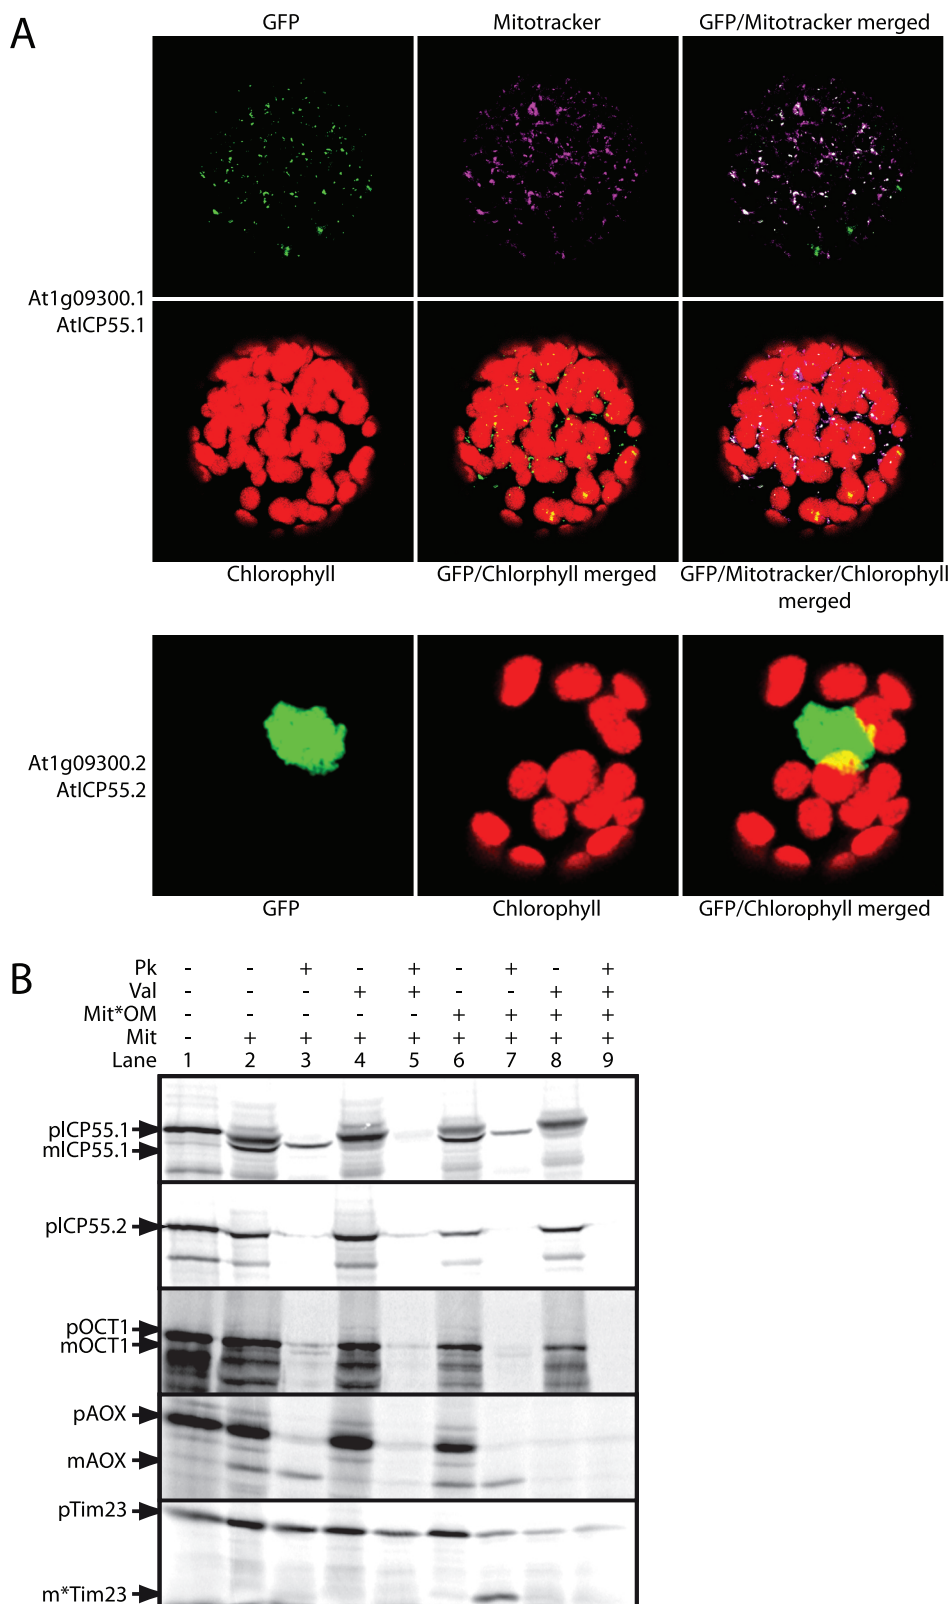 A
GFP
Mitotracker
GFP/Mitotracker merged
At1g09300.1
AtICP55.1
Chlorophyll
GFP/Chlorphyll merged
GFP/Mitotracker/Chlorophyll
merged
At1g09300.2
AtICP55.2
GFP
Chlorophyll
GFP/Chlorophyll merged
B
Pk - - + - + - + - +
Val - - - + + - - + +
Mit*OM - - - - - + + + +
Mit - + + + + + + + +
Lane 1 2 3 4 5 6 7 8 9
pICP55.1
mICP55.1
pICP55.2
pOCT1
mOCT1
pAOX
mAOX
pTim23
m*Tim23